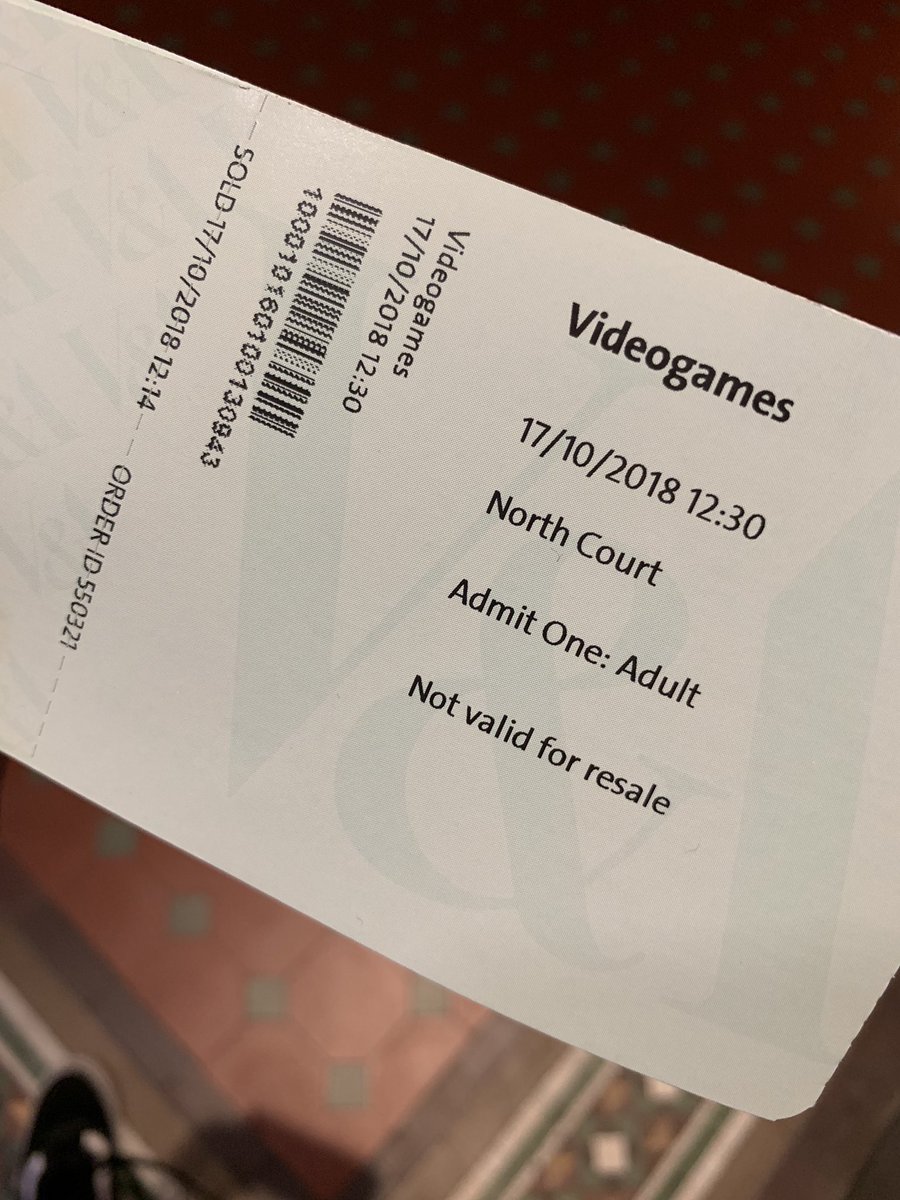 Videogames
17/10/2018 12:30
North Court
Admit One: Adult
Not valid for resale
Videogames
17/10/2018 12:30
SOLD 17/10/2018 12:14
ORDER ID 550321